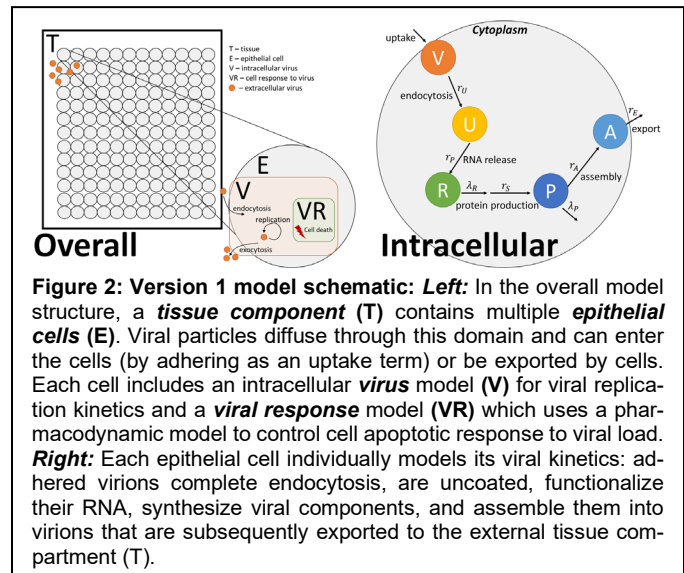 T
T – tissue
E – epithelial cell
V – intracellular virus
VR – cell response to virus
– extracellular virus
E
V
endocytosis
replication
VR
Cell death
exocytosis
Overall
Cytoplasm
uptake
V
r_U
endocytosis
U
r_P
RNA release
R
λ_R
r_S
protein production
P
λ_P
r_A
assembly
A
r_E
export
Intracellular
Figure 2: Version 1 model schematic: Left: In the overall model
structure, a tissue component (T) contains multiple epithelial
cells (E). Viral particles diffuse through this domain and can enter
the cells (by adhering as an uptake term) or be exported by cells.
Each cell includes an intracellular virus model (V) for viral replica-
tion kinetics and a viral response model (VR) which uses a phar-
macodynamic model to control cell apoptotic response to viral load.
Right: Each epithelial cell individually models its viral kinetics: ad-
hered virions complete endocytosis, are uncoated, functionalize
their RNA, synthesize viral components, and assemble them into
virions that are subsequently exported to the external tissue com-
partment (T).